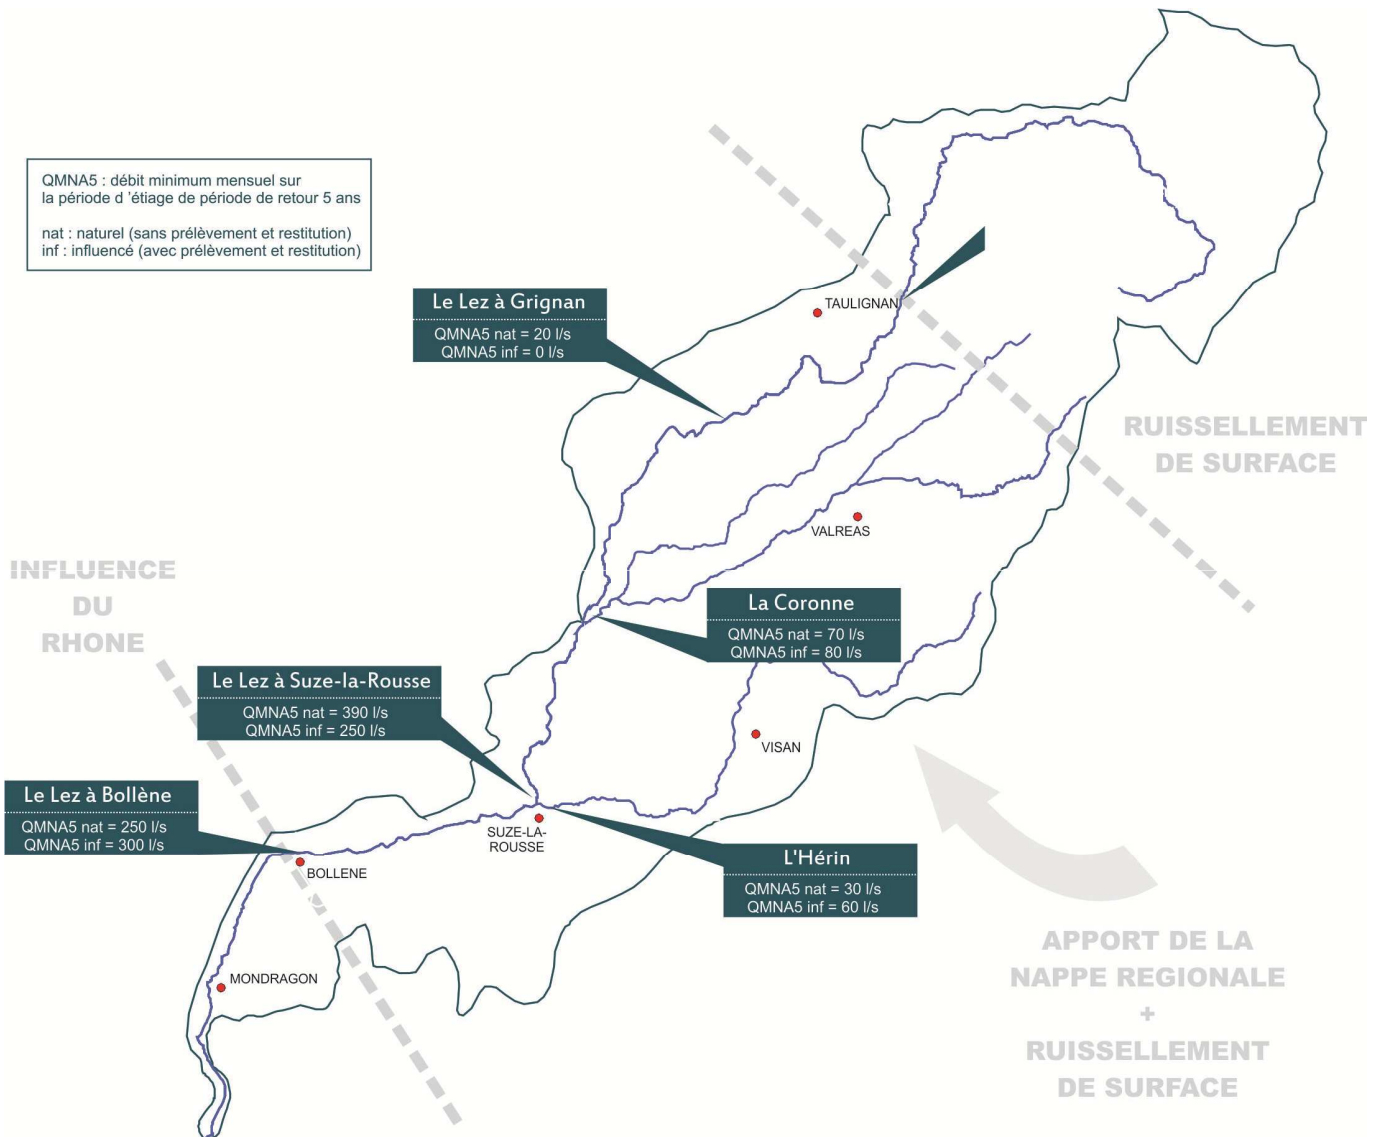 QMNA5 : débit minimum mensuel sur
la période d 'étiage de période de retour 5 ans
nat : naturel (sans prélèvement et restitution)
inf : influencé (avec prélèvement et restitution)
Le Lez à Grignan
QMNA5 nat = 20 l/s
QMNA5 inf = 0 l/s
TAULIGNAN
RUISSELLEMENT
DE SURFACE
VALREAS
INFLUENCE
DU
RHONE
La Coronne
QMNA5 nat = 70 l/s
QMNA5 inf = 80 l/s
Le Lez à Suze-la-Rousse
QMNA5 nat = 390 l/s
QMNA5 inf = 250 l/s
VISAN
Le Lez à Bollène
QMNA5 nat = 250 l/s
QMNA5 inf = 300 l/s
SUZE-LA-
ROUSSE
BOLLENE
L'Hérin
QMNA5 nat = 30 l/s
QMNA5 inf = 60 l/s
MONDRAGON
APPORT DE LA
NAPPE REGIONALE
+
RUISSELLEMENT
DE SURFACE